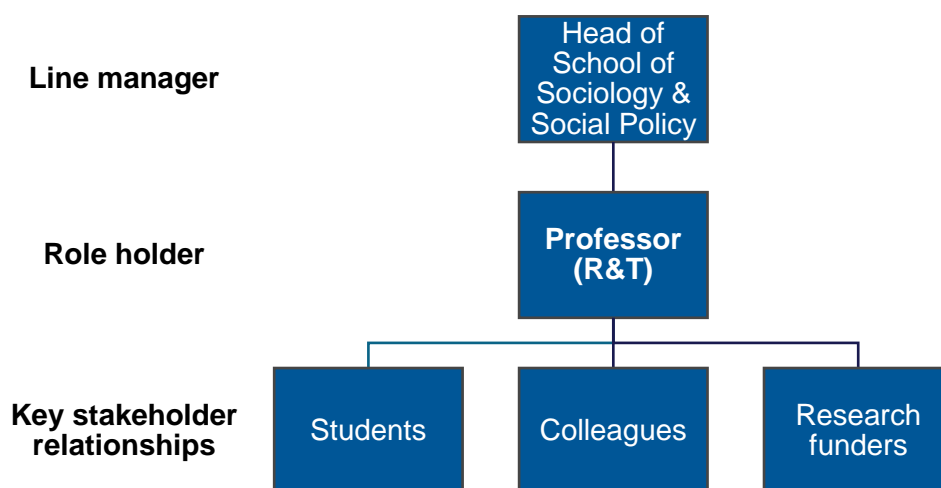 Line manager
Head of
School of
Sociology &
Social Policy
Role holder
Professor
(R&T)
Key stakeholder
relationships
Students
Colleagues
Research
funders